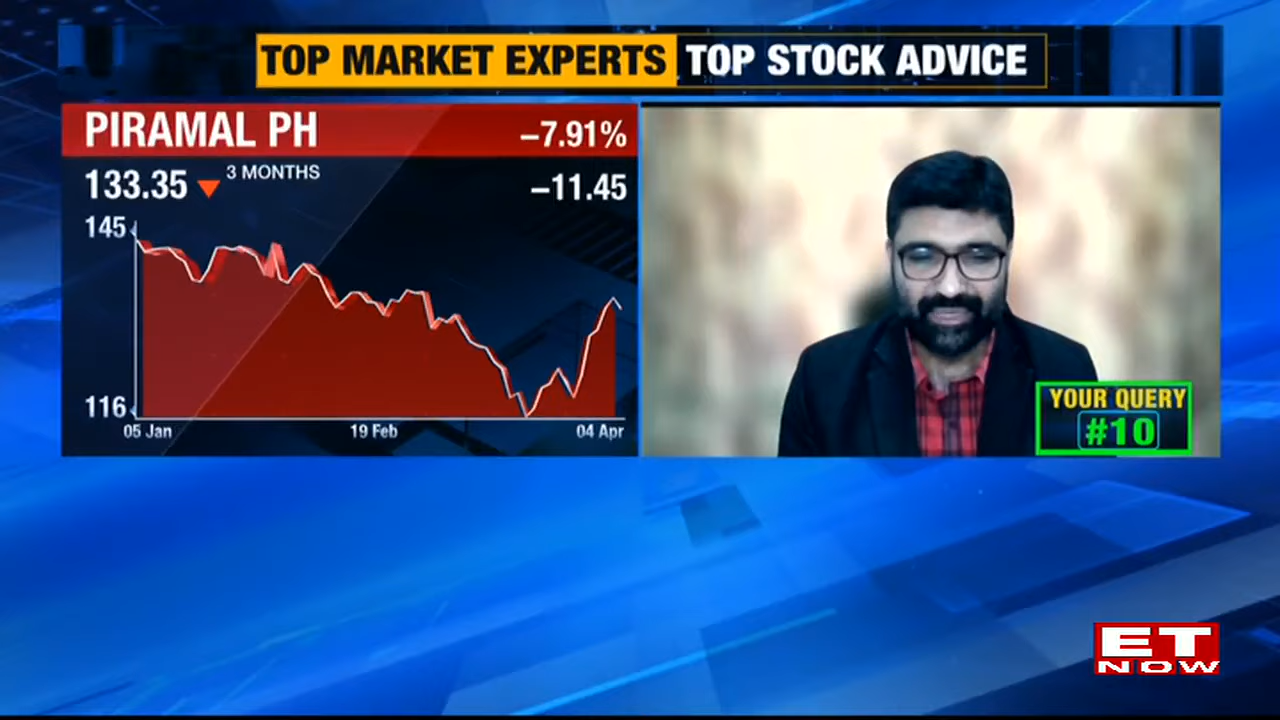 TOP MARKET EXPERTS TOP STOCK ADVICE
PIRAMAL PH –7.91%
133.35 3 MONTHS –11.45
145
116
05 Jan 19 Feb 04 Apr
YOUR QUERY
#10
ET
NOW